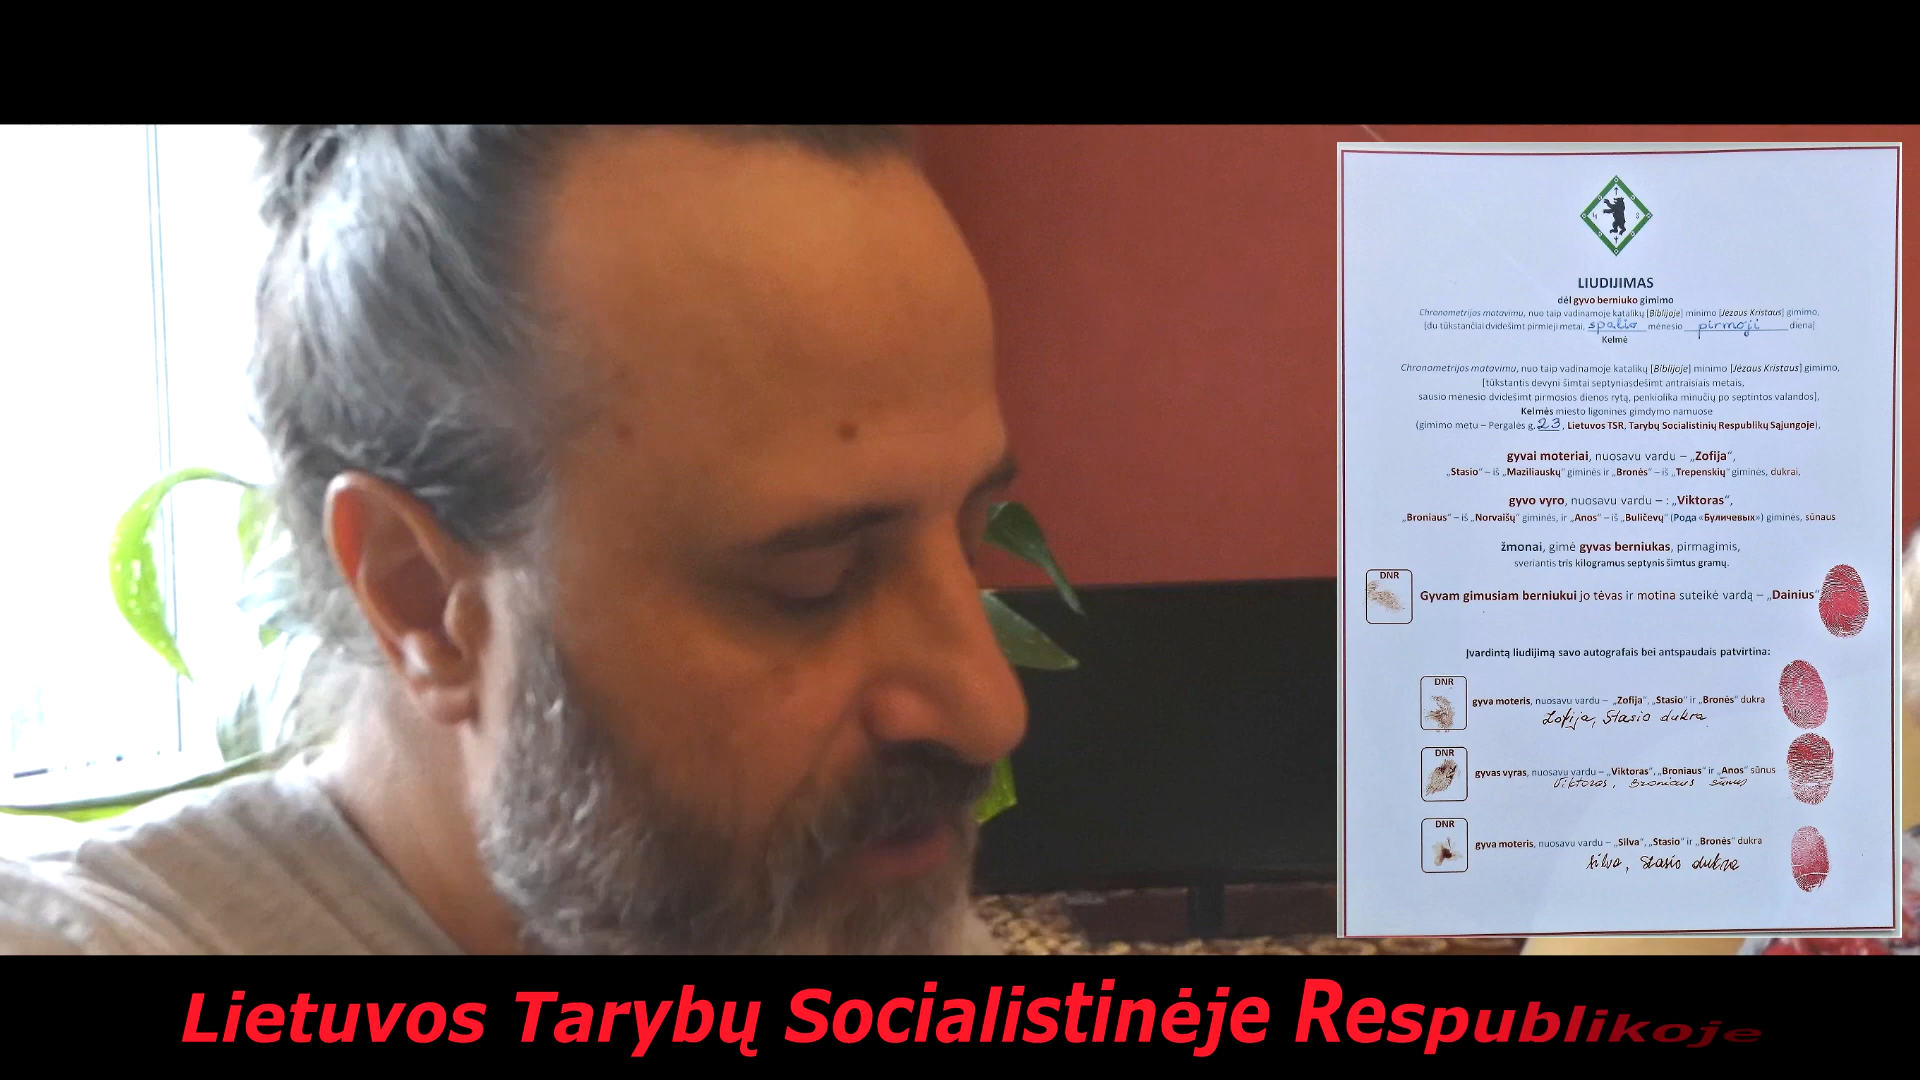 LIUDIJIMAS
dėl gyvo berniuko gimimo
Chronometrijos matavimu, nuo taip vadinamoje katalikų [Biblijoje] minimo [Jėzaus Kristaus] gimimo,
[du tūkstančiai dvidešimt pirmieji metai, spalio mėnesio pirmoji diena]
Kelmė
Chronometrijos matavimu, nuo taip vadinamoje katalikų [Biblijoje] minimo [Jėzaus Kristaus] gimimo,
[tūkstantis devyni šimtai septyniasdešimt antraisiais metais,
sausio mėnesio dvidešimt pirmosios dienos rytą, penkiolika minučių po septintos valandos],
Kelmės miesto ligoninės gimdymo namuose
(gimimo metu – Pergalės g. 23, Lietuvos TSR, Tarybų Socialistinių Respublikų Sąjungoje),
gyvai moteriai, nuosavu vardu – „Zofija“,
„Stasio“ – iš „Maziliauskų“ giminės ir „Bronės“ – iš „Trepenskių“ giminės, dukrai,
gyvo vyro, nuosavu vardu – : „Viktoras“,
„Broniaus“ – iš „Norvaišų“ giminės, ir „Anos“ – iš „Buličevų“ (Рода «Буличевых») giminės, sūnaus
žmonai, gimė gyvas berniukas, pirmagimis,
sveriantis tris kilogramus septynis šimtus gramų.
DNR
Gyvam gimusiam berniukui jo tėvas ir motina suteikė vardą – „Dainius“
Įvardintą liudijimą savo autografais bei antspaudais patvirtina:
DNR
gyva moteris, nuosavu vardu – „Zofija“, „Stasio“ ir „Bronės“ dukra
Zofija, Stasio dukra
DNR
gyvas vyras, nuosavu vardu – „Viktoras“, „Broniaus“ ir „Anos“ sūnus
Viktoras, Broniaus sūnus
DNR
gyva moteris, nuosavu vardu – „Silva“, „Stasio“ ir „Bronės“ dukra
Silva, Stasio dukra
Lietuvos Tarybų Socialistinėje Respublikoje